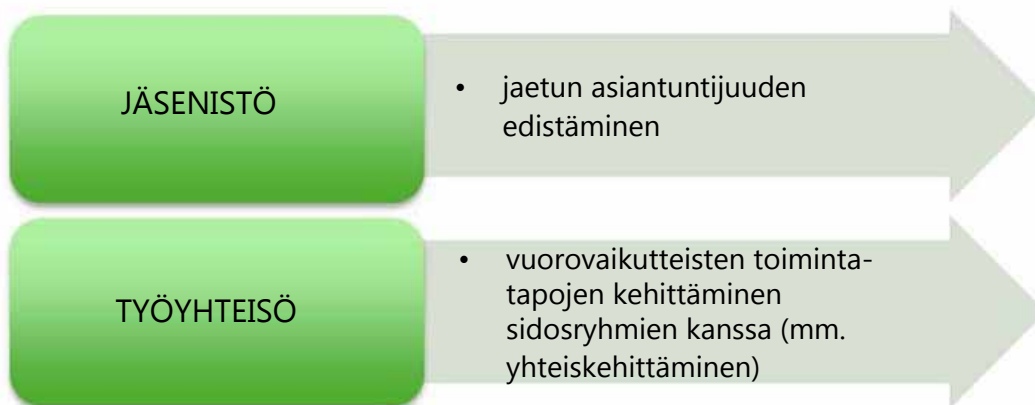 JÄSENISTÖ
• jaetun asiantuntijuuden
edistäminen
TYÖYHTEISÖ
• vuorovaikutteisten toiminta-
tapojen kehittäminen
sidosryhmien kanssa (mm.
yhteiskehittäminen)